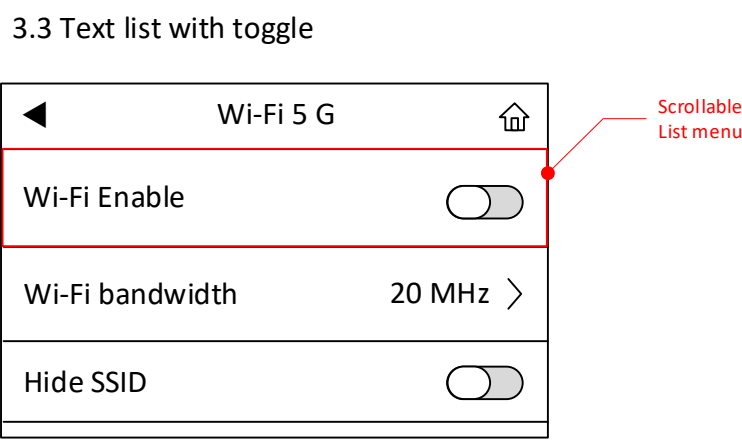 3.3 Text list with toggle
Wi-Fi 5 G
Scrollable
List menu
Wi-Fi Enable
Wi-Fi bandwidth 20 MHz
Hide SSID